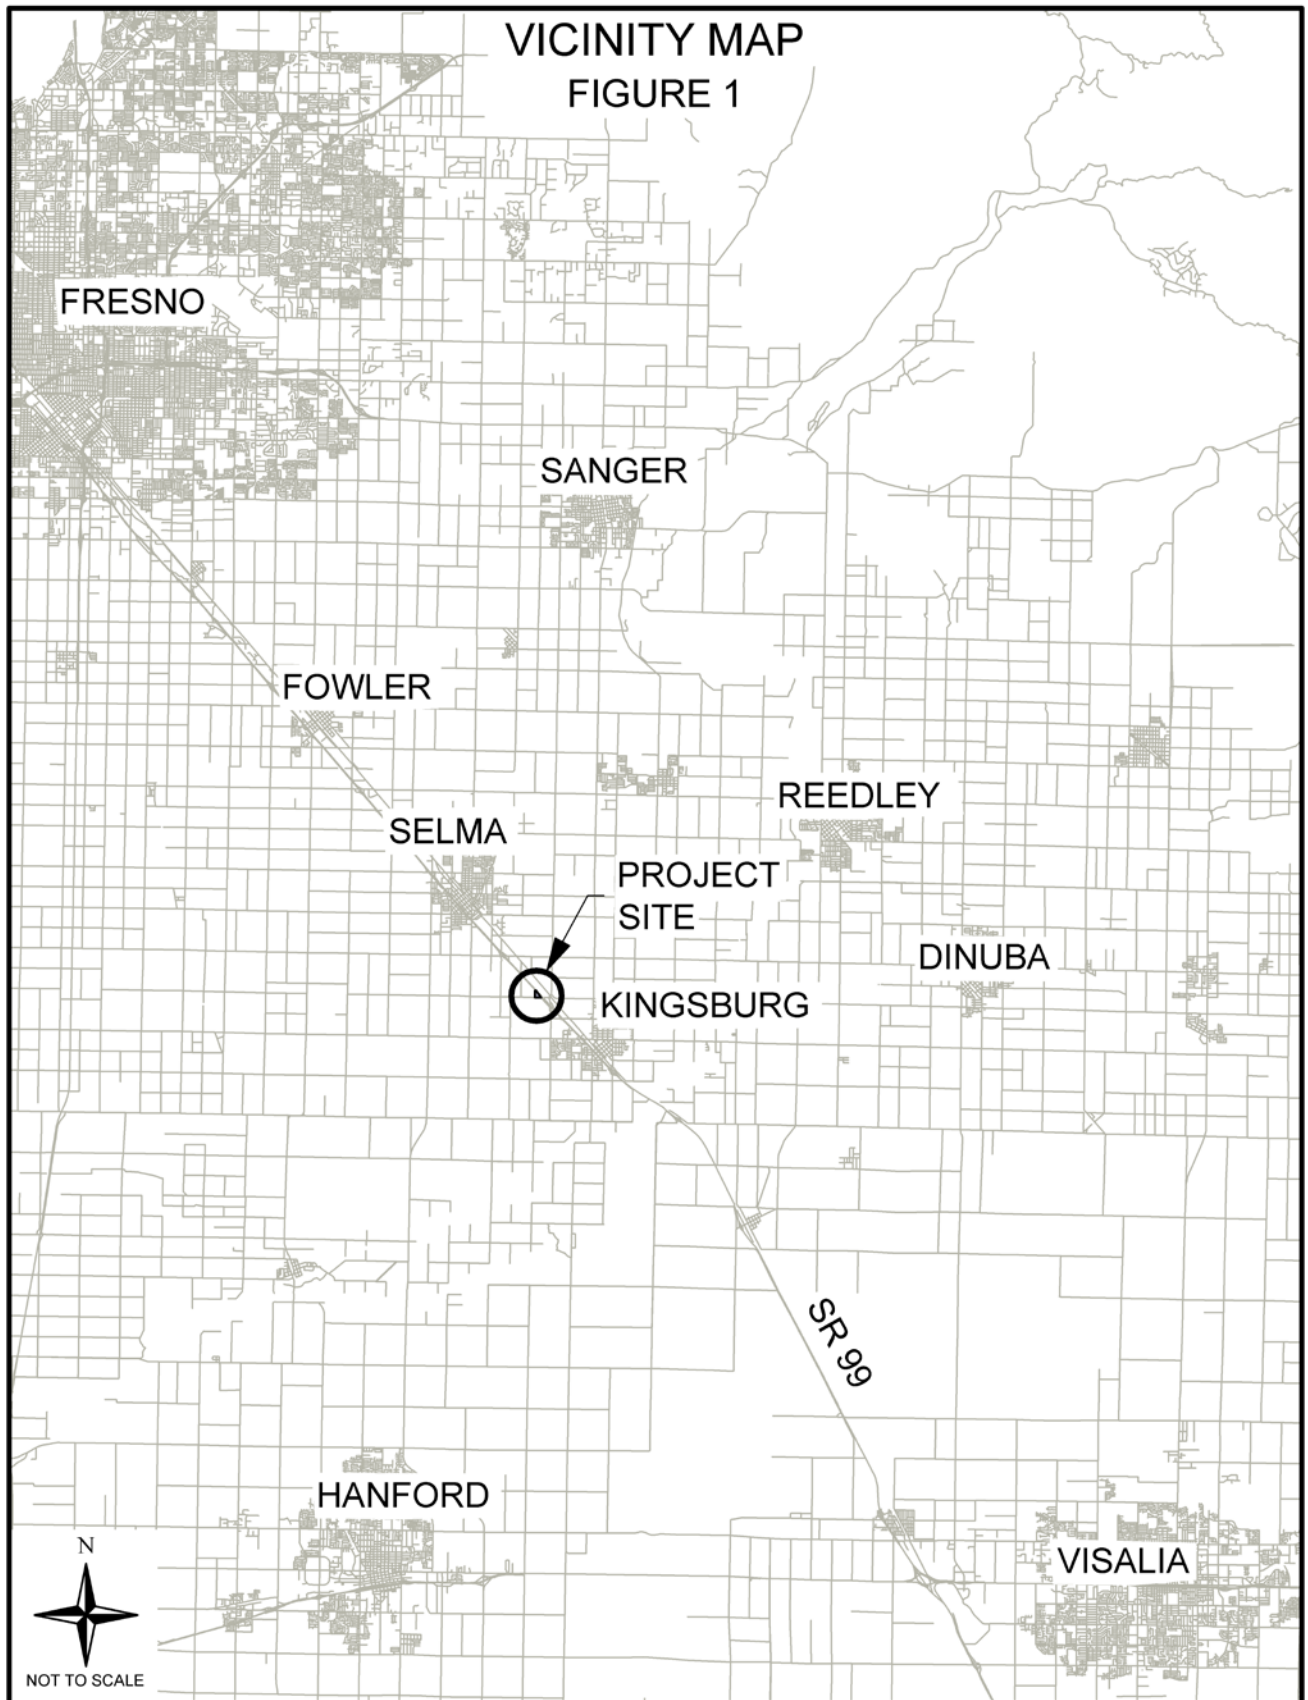 VICINITY MAP
FIGURE 1
FRESNO
SANGER
FOWLER
REEDLEY
SELMA
PROJECT
SITE
DINUBA
KINGSBURG
SR 99
HANFORD
N
VISALIA
NOT TO SCALE